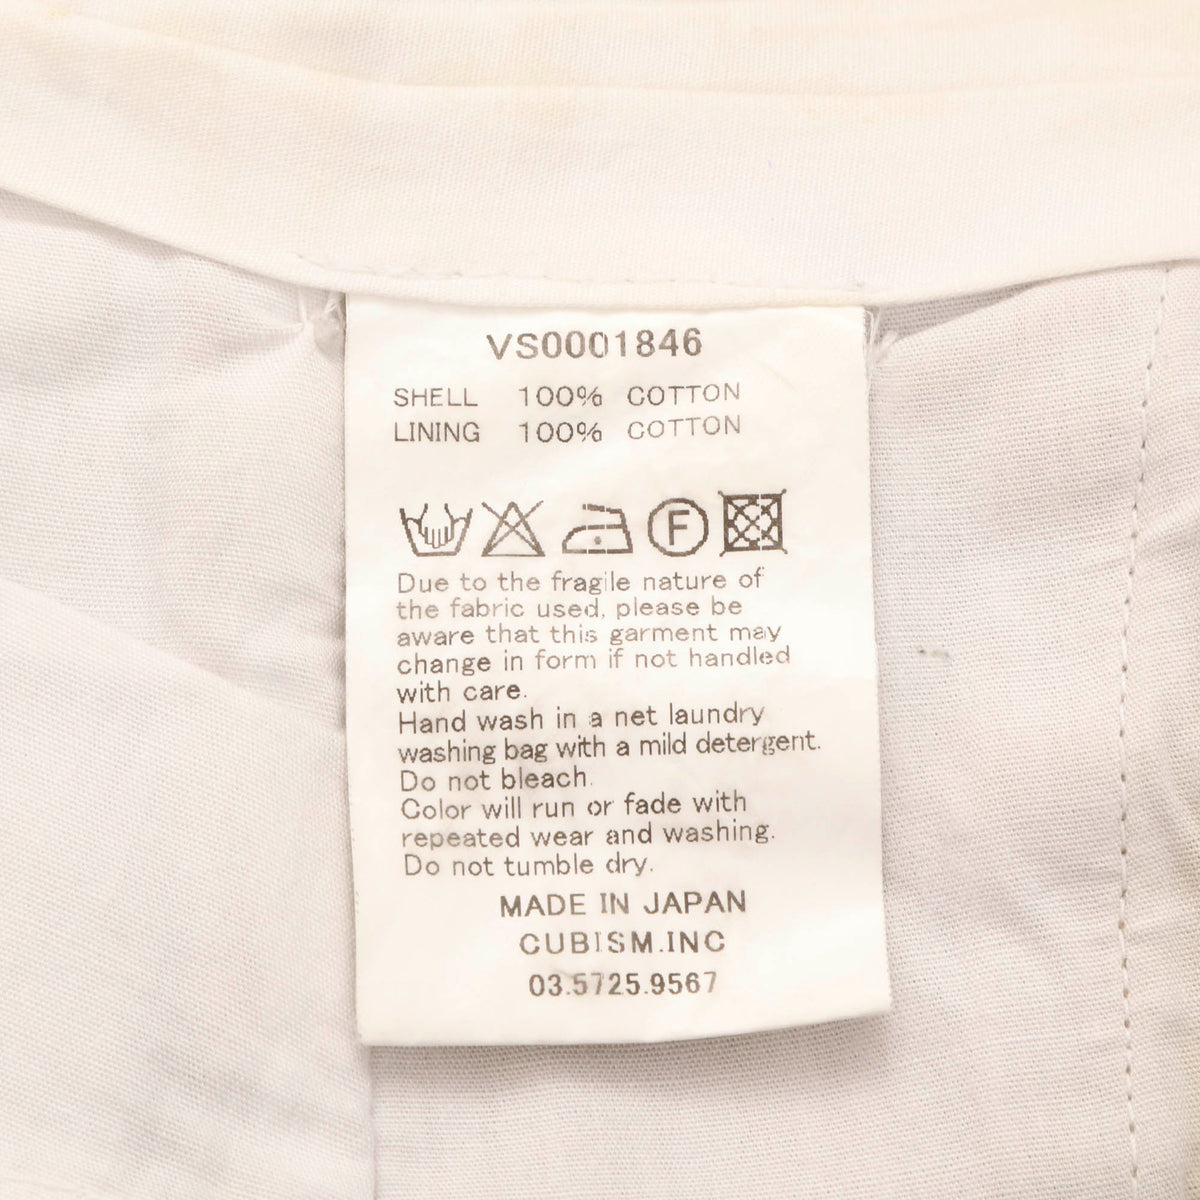 VS0001846
SHELL 100% COTTON
LINING 100% COTTON
F
Due to the fragile nature of
the fabric used, please be
aware that this garment may
change in form if not handled
with care.
Hand wash in a net laundry
washing bag with a mild detergent.
Do not bleach.
Color will run or fade with
repeated wear and washing.
Do not tumble dry.
MADE IN JAPAN
CUBISM.INC
03.5725.9567